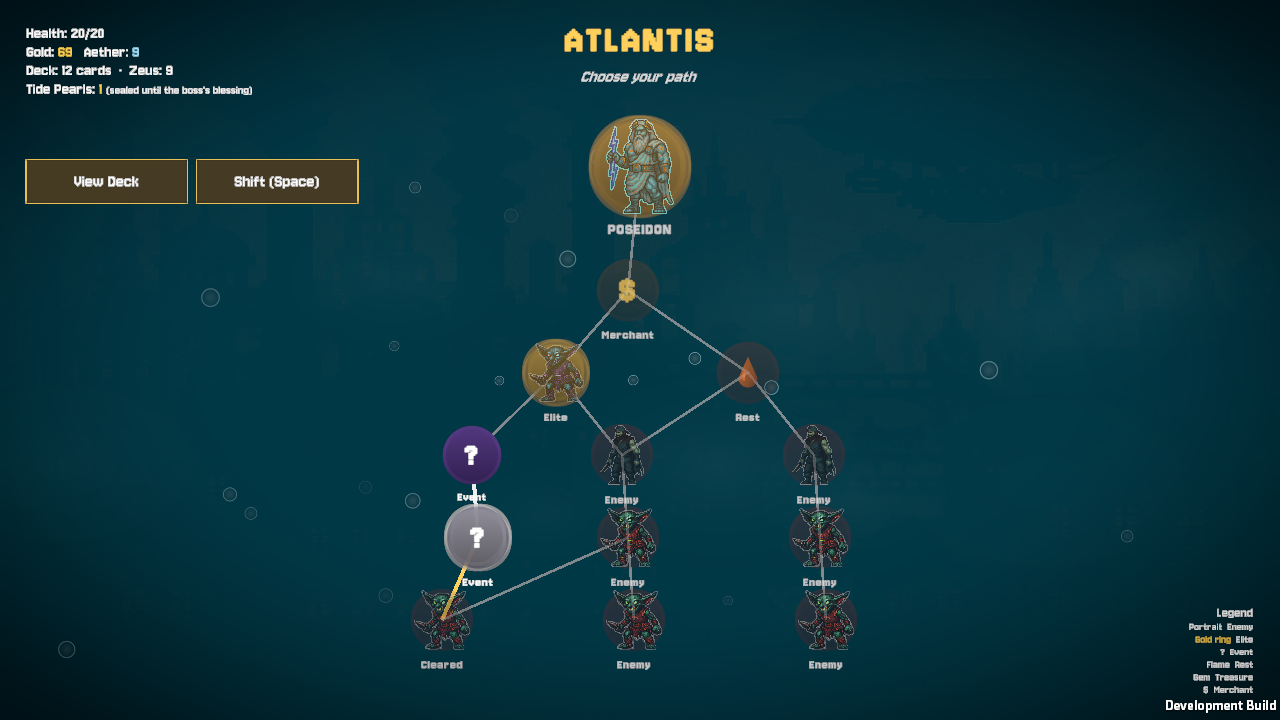 Health: 20/20
Gold: 69 Aether: 9
Deck: 12 cards · Zeus: 9
Tide Pearls: 1 (sealed until the boss's blessing)
ATLANTIS
Choose your path
View Deck
Shift (Space)
POSEIDON
$
Merchant
Elite
Rest
?
Event
Enemy
Enemy
?
Event
Enemy
Enemy
Cleared
Enemy
Enemy
Legend
Portrait Enemy
Gold ring Elite
? Event
Flame Rest
Gem Treasure
$ Merchant
Development Build